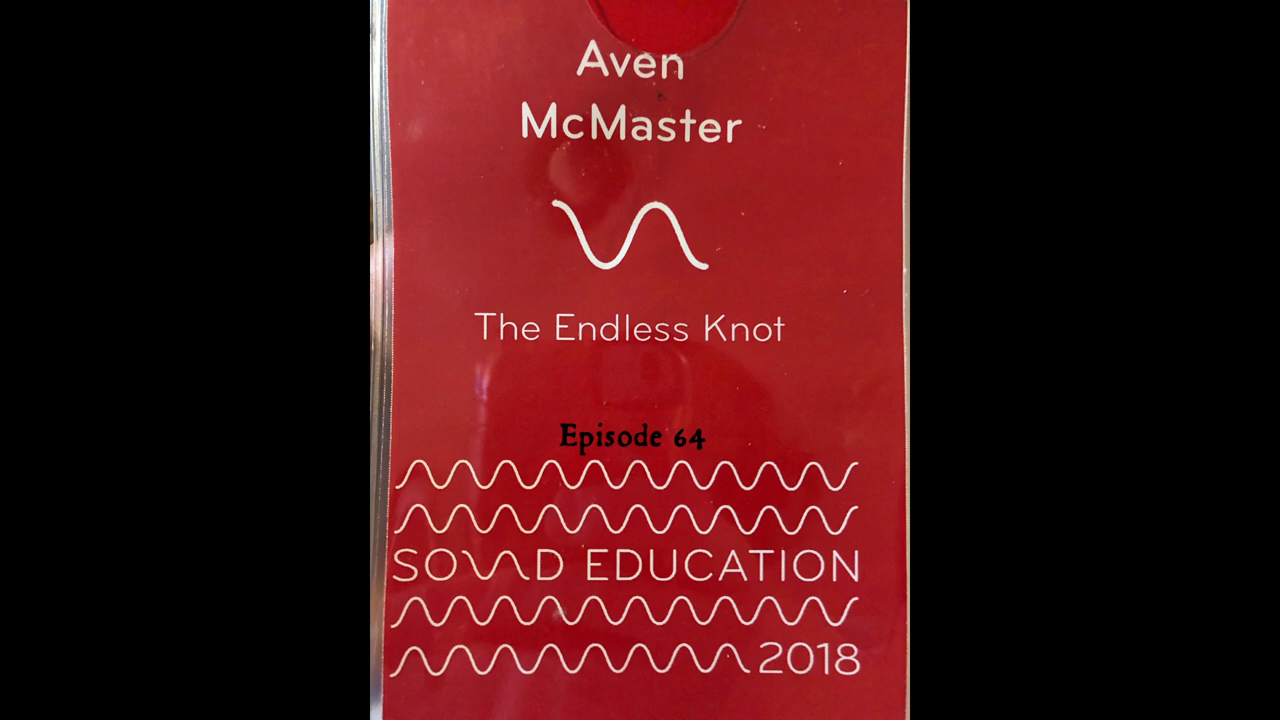 Aven
McMaster
The Endless Knot
Episode 64
SOUND EDUCATION
2018